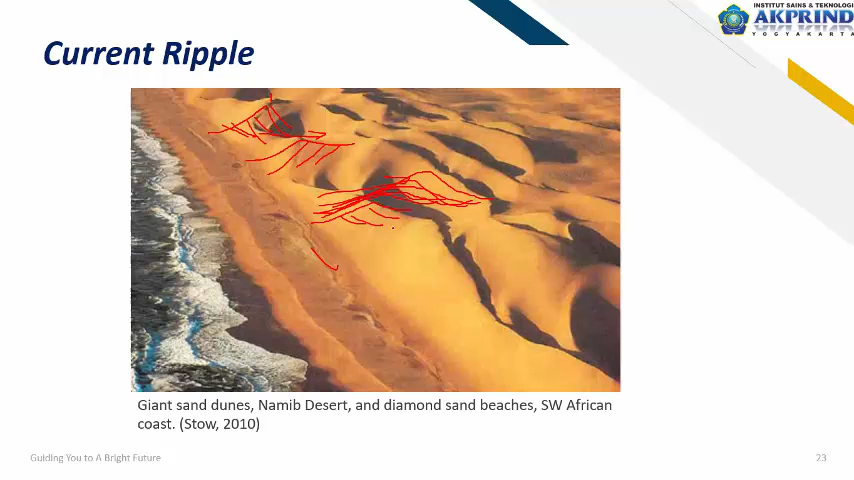 INSTITUT SAINS & TEKNOLOGI
AKPRIND
YOGYAKARTA
Current Ripple
Giant sand dunes, Namib Desert, and diamond sand beaches, SW African
coast. (Stow, 2010)
Guiding You to A Bright Future
23